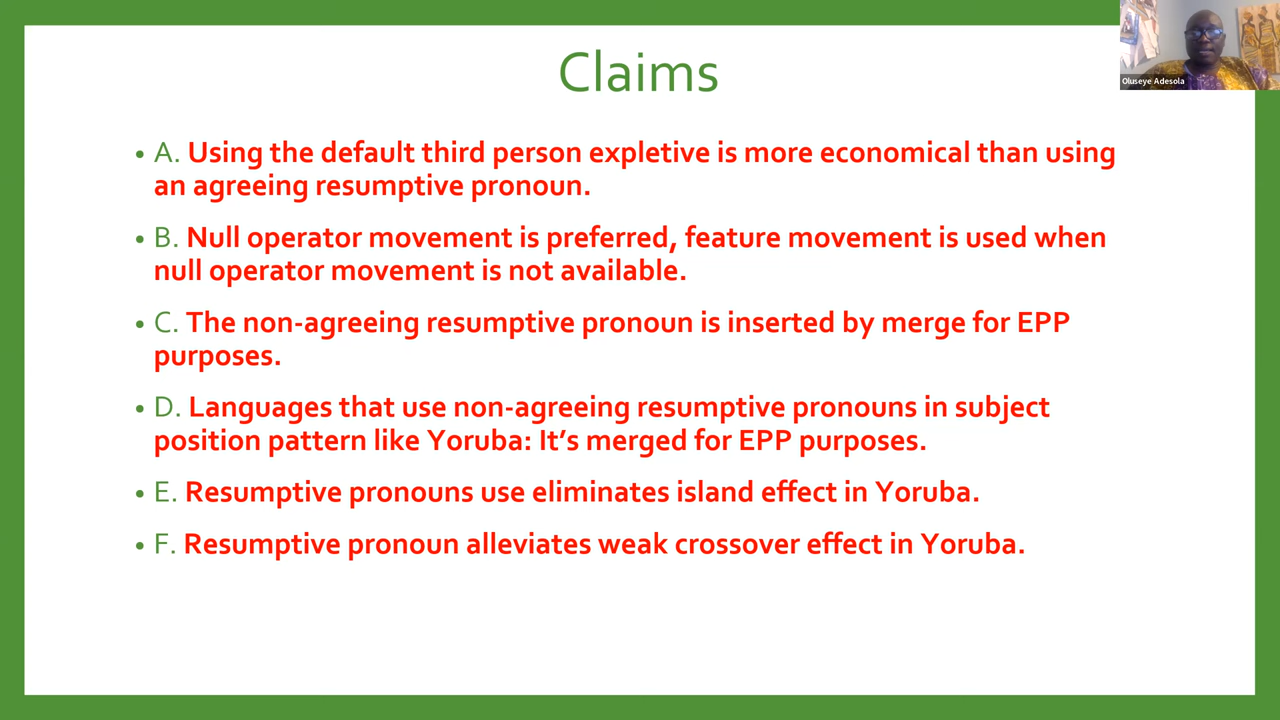 Claims
Oluseye Adesola
• A. Using the default third person expletive is more economical than using
an agreeing resumptive pronoun.
• B. Null operator movement is preferred, feature movement is used when
null operator movement is not available.
• C. The non-agreeing resumptive pronoun is inserted by merge for EPP
purposes.
• D. Languages that use non-agreeing resumptive pronouns in subject
position pattern like Yoruba: It’s merged for EPP purposes.
• E. Resumptive pronouns use eliminates island effect in Yoruba.
• F. Resumptive pronoun alleviates weak crossover effect in Yoruba.